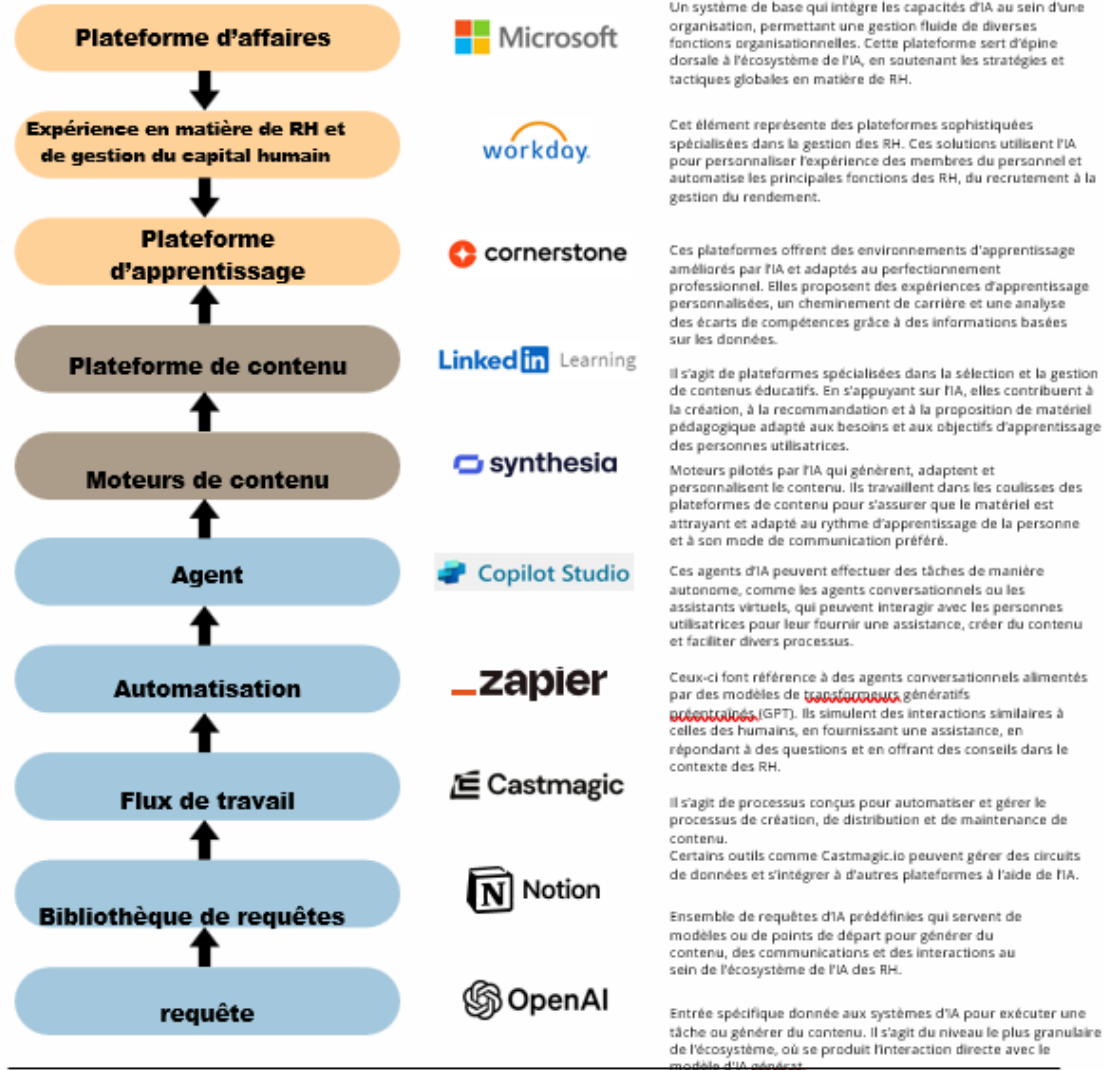 Plateforme d'affaires
Microsoft
Un système de base qui intègre les capacités d'IA au sein d'une
organisation, permettant une gestion fluide de diverses
fonctions organisationnelles. Cette plateforme sert d'épine
dorsale à l'écosystème de l'IA, en soutenant les stratégies et
tactiques globales en matière de RH.
Expérience en matière de RH et
de gestion du capital humain
workday.
Cet élément représente des plateformes sophistiquées
spécialisées dans la gestion des RH. Ces solutions utilisent l'IA
pour personnaliser l'expérience des membres du personnel et
automatise les principales fonctions des RH, du recrutement à la
gestion du rendement.
Plateforme
d'apprentissage
cornerstone
Ces plateformes offrent des environnements d'apprentissage
améliorés par l'IA et adaptés au perfectionnement
professionnel. Elles proposent des expériences d'apprentissage
personnalisées, un cheminement de carrière et une analyse
des écarts de compétences grâce à des informations basées
sur les données.
Plateforme de contenu
LinkedIn Learning
Il s'agit de plateformes spécialisées dans la sélection et la gestion
de contenus éducatifs. En s'appuyant sur l'IA, elles contribuent à
la création, à la recommandation et à la proposition de matériel
pédagogique adapté aux besoins et aux objectifs d'apprentissage
des personnes utilisatrices.
Moteurs de contenu
synthesia
Moteurs pilotés par l'IA qui génèrent, adaptent et
personnalisent le contenu. Ils travaillent dans les coulisses des
plateformes de contenu pour s'assurer que le matériel est
attrayant et adapté au rythme d'apprentissage de la personne
et à son mode de communication préféré.
Agent
Copilot Studio
Ces agents d'IA peuvent effectuer des tâches de manière
autonome, comme les agents conversationnels ou les
assistants virtuels, qui peuvent interagir avec les personnes
utilisatrices pour leur fournir une assistance, créer du contenu
et faciliter divers processus.
Automatisation
zapier
Ceux-ci font référence à des agents conversationnels alimentés
par des modèles de transformeurs génératifs
préentraînés (GPT). Ils simulent des interactions similaires à
celles des humains, en fournissant une assistance, en
répondant à des questions et en offrant des conseils dans le
contexte des RH.
Flux de travail
Castmagic
Il s'agit de processus conçus pour automatiser et gérer le
processus de création, de distribution et de maintenance de
contenu.
Certains outils comme Castmagic.io peuvent gérer des circuits
de données et s'intégrer à d'autres plateformes à l'aide de l'IA.
Bibliothèque de requêtes
Notion
Ensemble de requêtes d'IA prédéfinies qui servent de
modèles ou de points de départ pour générer du
contenu, des communications et des interactions au
sein de l'écosystème de l'IA des RH.
requête
OpenAI
Entrée spécifique donnée aux systèmes d'IA pour exécuter une
tâche ou générer du contenu. Il s'agit du niveau le plus granulaire
de l'écosystème, où se produit l'interaction directe avec le
modèle d'IA générat